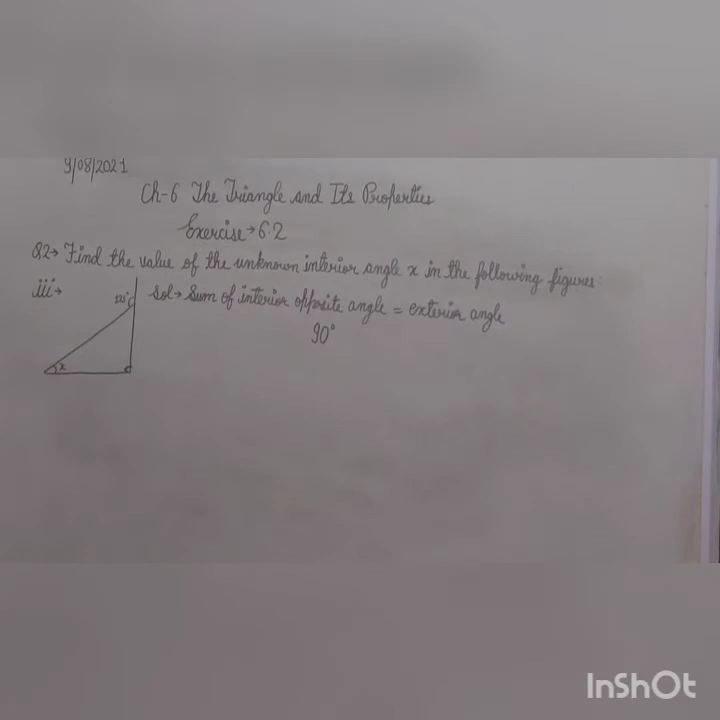 9/08/2021
Ch-6 The Triangle and Its Properties
Exercise→6.2
Q2→ Find the value of the unknown interior angle x in the following figures:
iii→
125°
x
Sol→ Sum of interior opposite angle = exterior angle
90°
InShOt